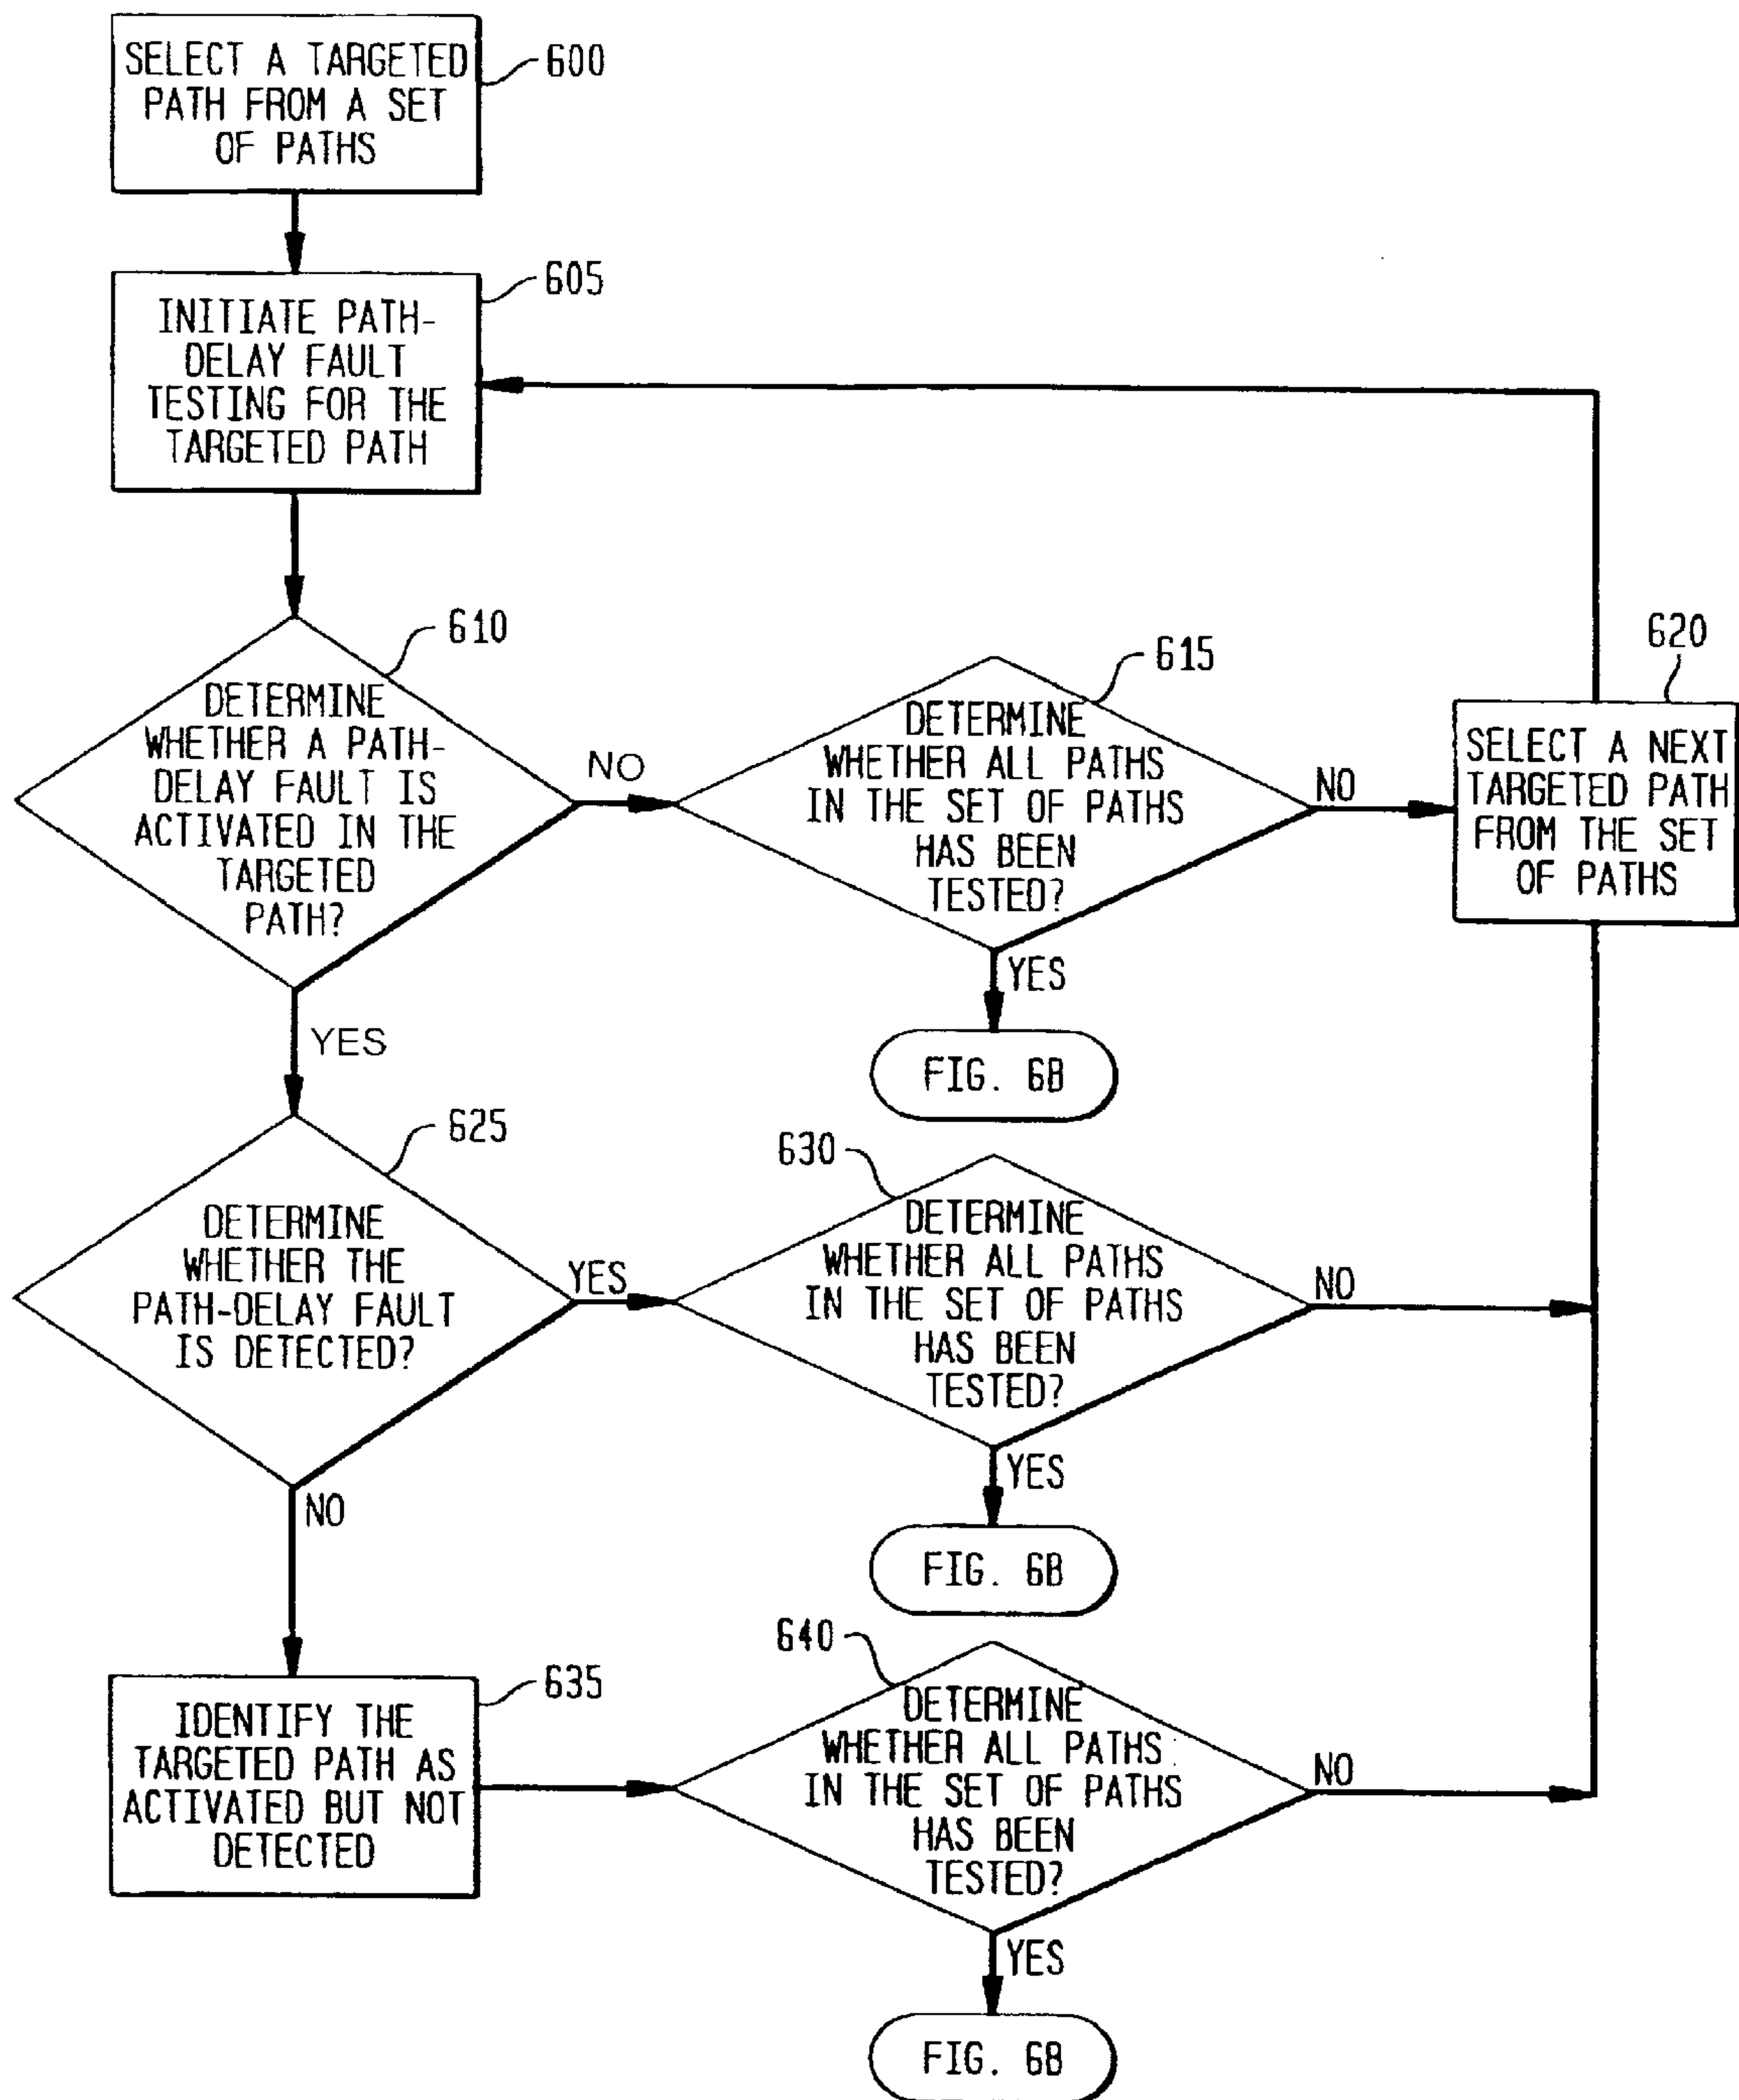 SELECT A TARGETED
PATH FROM A SET
OF PATHS
600
INITIATE PATH-
DELAY FAULT
TESTING FOR THE
TARGETED PATH
605
DETERMINE
WHETHER A PATH-
DELAY FAULT IS
ACTIVATED IN THE
TARGETED
PATH?
610
NO
YES
DETERMINE
WHETHER ALL PATHS
IN THE SET OF PATHS
HAS BEEN
TESTED?
615
NO
YES
FIG. 6B
620
SELECT A NEXT
TARGETED PATH
FROM THE SET
OF PATHS
DETERMINE
WHETHER THE
PATH-DELAY FAULT
IS DETECTED?
625
YES
NO
630
DETERMINE
WHETHER ALL PATHS
IN THE SET OF PATHS
HAS BEEN
TESTED?
NO
YES
FIG. 6B
IDENTIFY THE
TARGETED PATH AS
ACTIVATED BUT NOT
DETECTED
635
640
DETERMINE
WHETHER ALL PATHS
IN THE SET OF PATHS
HAS BEEN
TESTED?
NO
YES
FIG. 6B